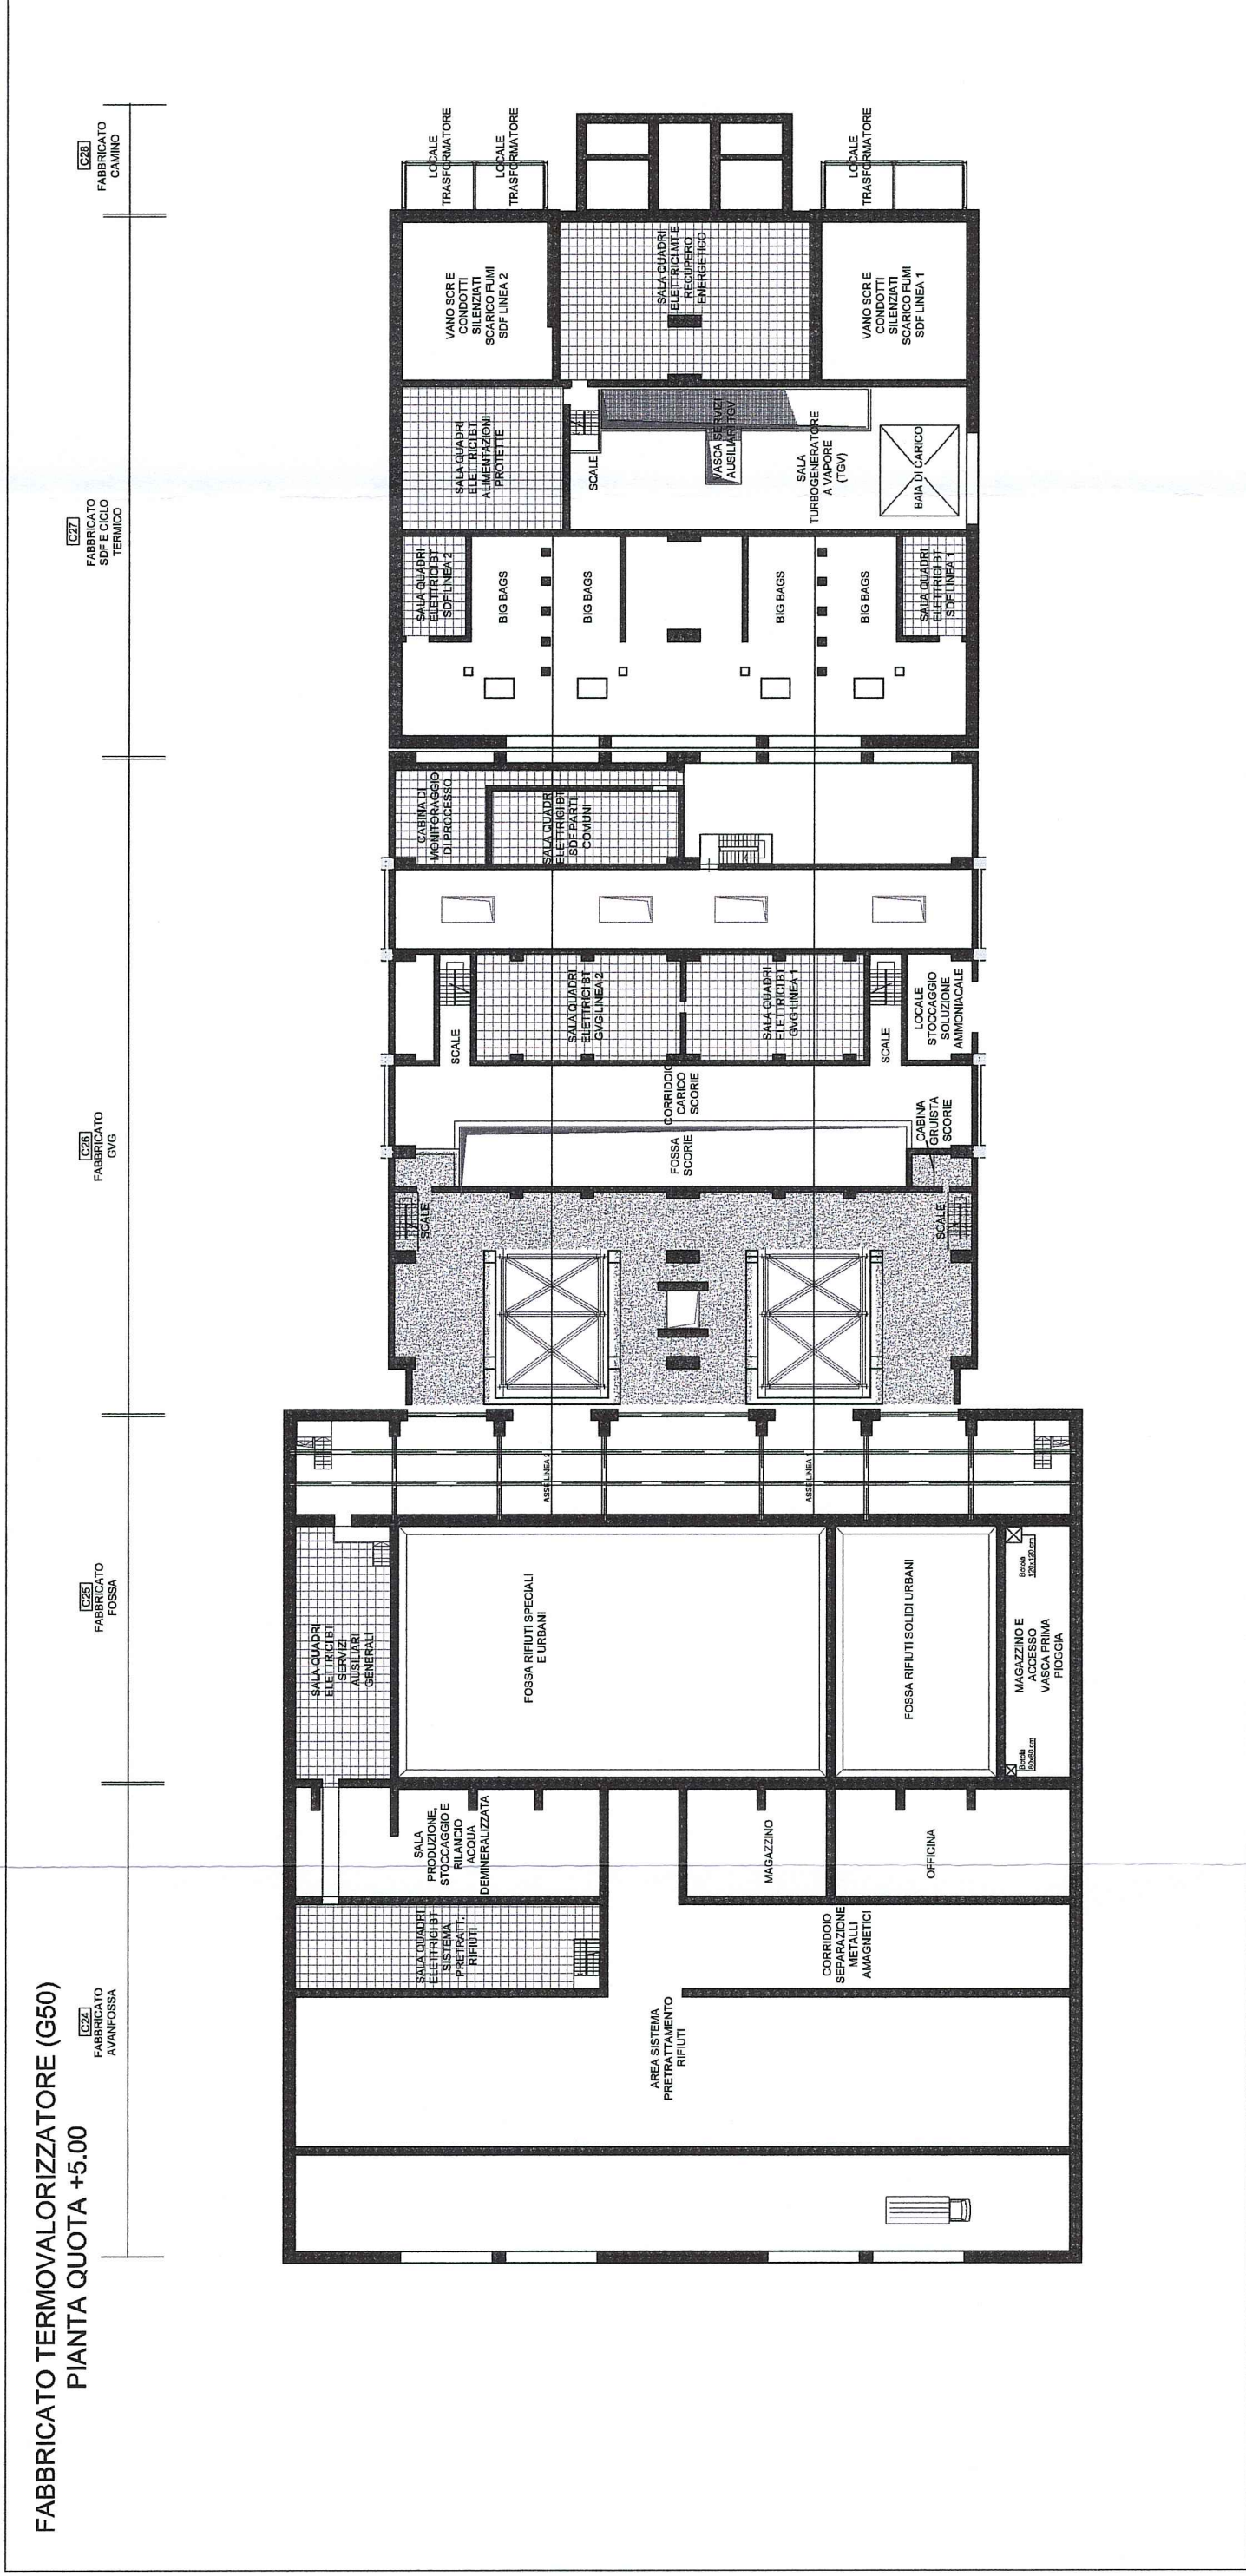 FABBRICATO TERMOVALORIZZATORE (G50)
PIANTA QUOTA +5.00
C24
FABBRICATO
AVANFOSSA
C25
FABBRICATO
FOSSA
C26
FABBRICATO
GVG
C27
FABBRICATO
SDF E CICLO
TERMICO
C28
FABBRICATO
CAMINO
AREA SISTEMA
PRETRATTAMENTO
RIFIUTI
SALA QUADRI
ELETTRICI BT
SISTEMA
PRETRATT.
RIFIUTI
CORRIDOIO
SEPARAZIONE
METALLI
AMAGNETICI
SALA
PRODUZIONE,
STOCCAGGIO E
RILANCIO
ACQUA
DEMINERALIZZATA
MAGAZZINO
OFFICINA
SALA QUADRI
ELETTRICI BT
SERVIZI
AUSILIARI
GENERALI
FOSSA RIFIUTI SPECIALI
E URBANI
FOSSA RIFIUTI SOLIDI URBANI
Botola
80x80 cm
MAGAZZINO E
ACCESSO
VASCA PRIMA
PIOGGIA
Botola
120x120 cm
ASSE LINEA 2
ASSE LINEA 1
SCALE
SCALE
FOSSA
SCORIE
CABINA
GRUISTA
SCORIE
CORRIDOIO
CARICO
SCORIE
SCALE
SALA QUADRI
ELETTRICI BT
GVG LINEA 2
SALA QUADRI
ELETTRICI BT
GVG LINEA 1
SCALE
LOCALE
STOCCAGGIO
SOLUZIONE
AMMONIACALE
CABINA DI
MONITORAGGIO
DI PROCESSO
SALA QUADRI
ELETTRICI BT
SDF PARTI
COMUNI
SALA QUADRI
ELETTRICI BT
SDF LINEA 2
BIG BAGS
BIG BAGS
BIG BAGS
BIG BAGS
SALA QUADRI
ELETTRICI BT
SDF LINEA 1
SALA QUADRI
ELETTRICI BT
ALIMENTAZIONI
PROTETTE
SCALE
VASCA SERVIZI
AUSILIARI TGV
SALA
TURBOGENERATORE
A VAPORE
(TGV)
BAIA DI CARICO
VANO SCR E
CONDOTTI
SILENZIATI
SCARICO FUMI
SDF LINEA 2
SALA QUADRI
ELETTRICI MT E
RECUPERO
ENERGETICO
VANO SCR E
CONDOTTI
SILENZIATI
SCARICO FUMI
SDF LINEA 1
LOCALE
TRASFORMATORE
LOCALE
TRASFORMATORE
LOCALE
TRASFORMATORE